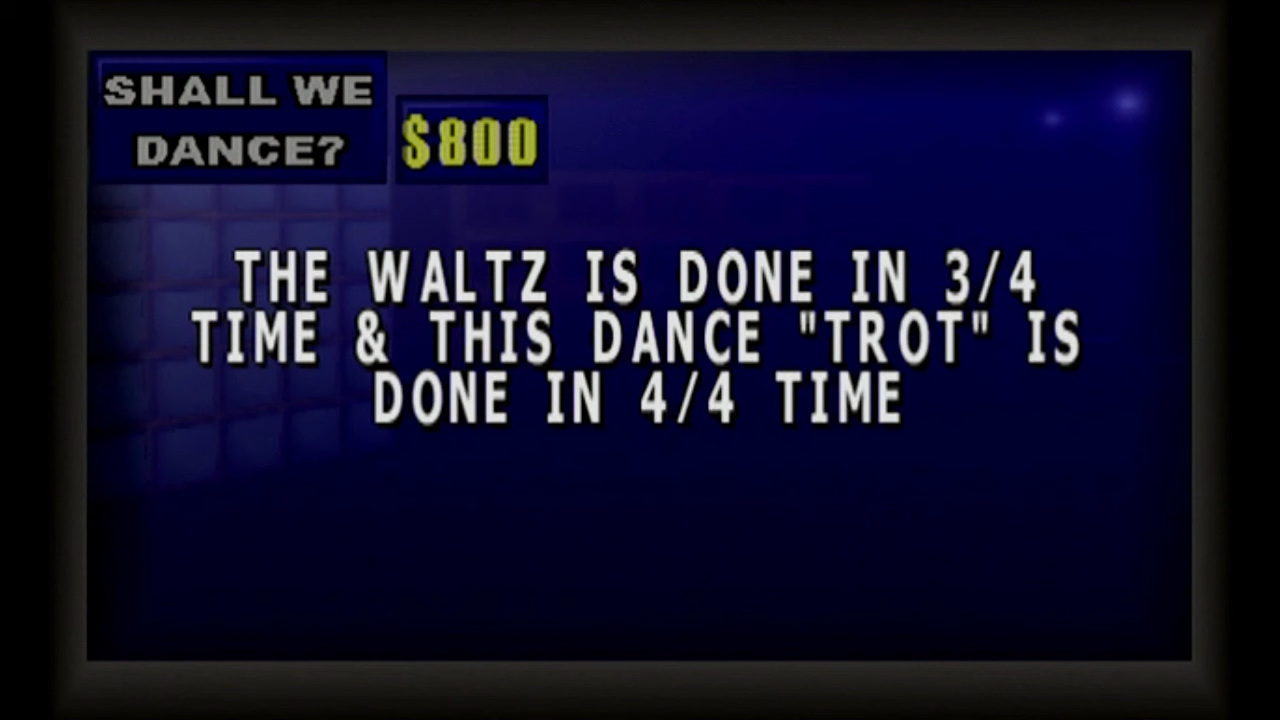 SHALL WE
DANCE?
$800
THE WALTZ IS DONE IN 3/4
TIME & THIS DANCE "TROT" IS
DONE IN 4/4 TIME